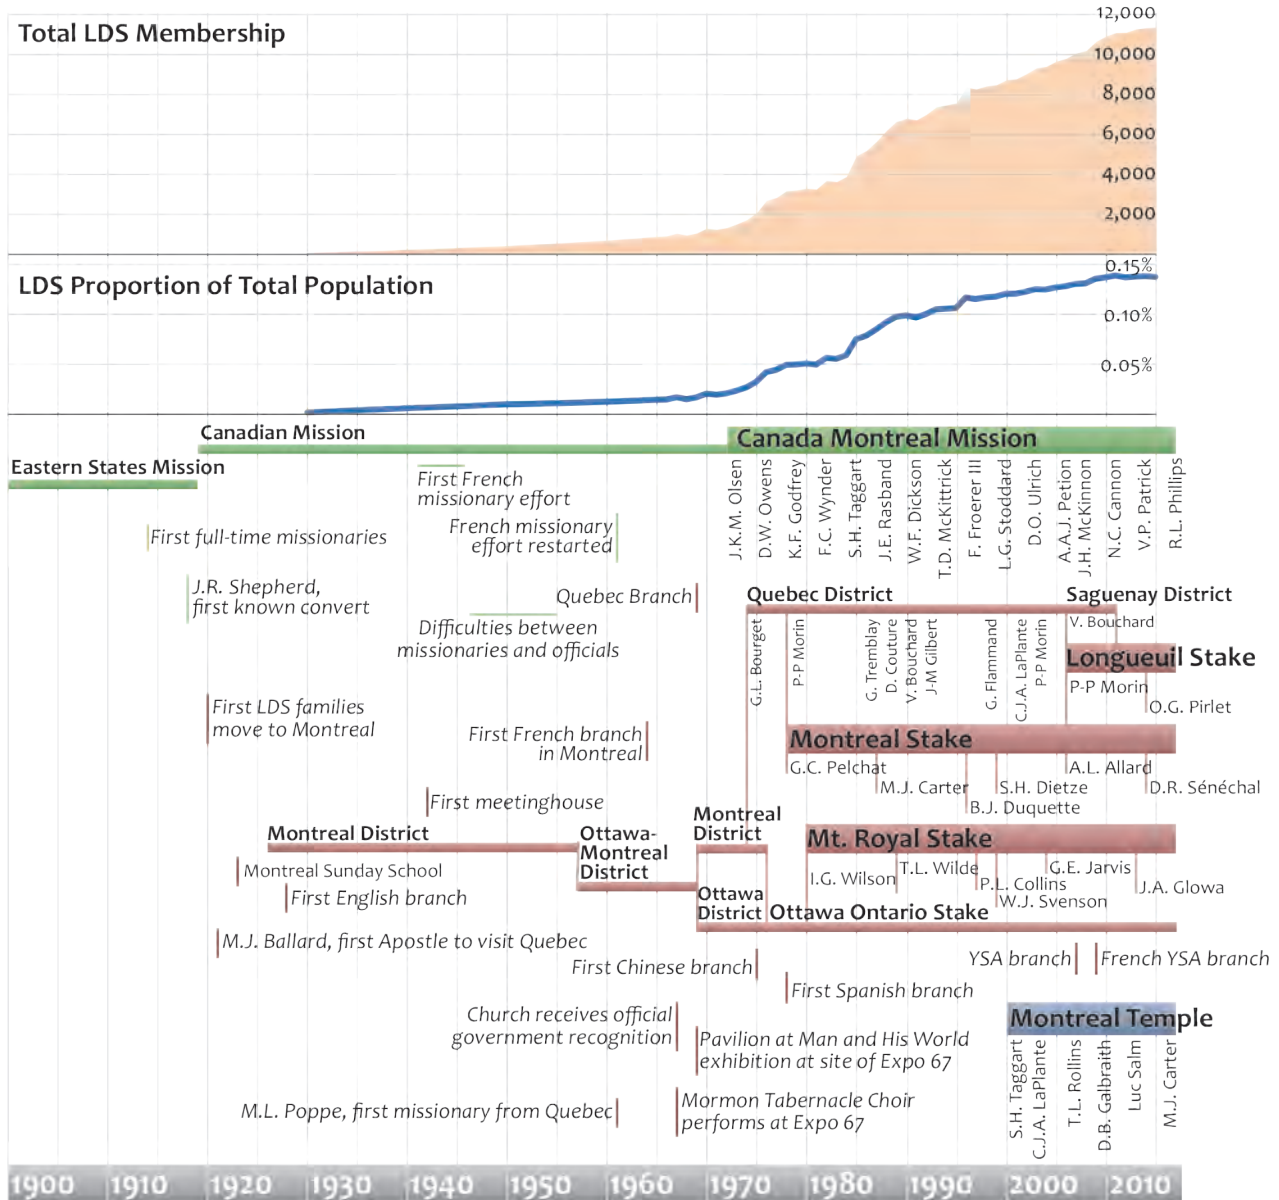 Total LDS Membership
12,000
10,000
8,000
6,000
4,000
2,000
LDS Proportion of Total Population
0.15%
0.10%
0.05%
Canadian Mission
Canada Montreal Mission
Eastern States Mission
First French
missionary effort
First full-time missionaries
French missionary
effort restarted
J.K.M. Olsen
D.W. Owens
K.F. Godfrey
F.C. Wynder
S.H. Taggart
J.E. Rasband
W.F. Dickson
T.D. McKittrick
F. Froerer III
L.G. Stoddard
D.O. Ulrich
A.A.J. Petion
J.H. McKinnon
N.C. Cannon
V.P. Patrick
R.L. Phillips
J.R. Shepherd,
first known convert
Quebec Branch
Difficulties between
missionaries and officials
Quebec District
Saguenay District
V. Bouchard
G.L. Bourget
P-P Morin
G. Tremblay
D. Couture
V. Bouchard
J-M Gilbert
G. Flammand
C.J.A. LaPlante
P-P Morin
Longueuil Stake
P-P Morin
O.G. Pirlet
First LDS families
move to Montreal
First French branch
in Montreal
Montreal Stake
G.C. Pelchat
A.L. Allard
M.J. Carter
S.H. Dietze
D.R. Sénéchal
B.J. Duquette
First meetinghouse
Montreal District
Ottawa-
Montreal
District
Montreal
District
Mt. Royal Stake
Montreal Sunday School
First English branch
I.G. Wilson
T.L. Wilde
G.E. Jarvis
P.L. Collins
J.A. Glowa
W.J. Svenson
Ottawa
District
Ottawa Ontario Stake
M.J. Ballard, first Apostle to visit Quebec
First Chinese branch
YSA branch
French YSA branch
First Spanish branch
Church receives official
government recognition
Pavilion at Man and His World
exhibition at site of Expo 67
Montreal Temple
S.H. Taggart
C.J.A. LaPlante
T.L. Rollins
D.B. Galbraith
Luc Salm
M.J. Carter
M.L. Poppe, first missionary from Quebec
Mormon Tabernacle Choir
performs at Expo 67
1900 1910 1920 1930 1940 1950 1960 1970 1980 1990 2000 2010